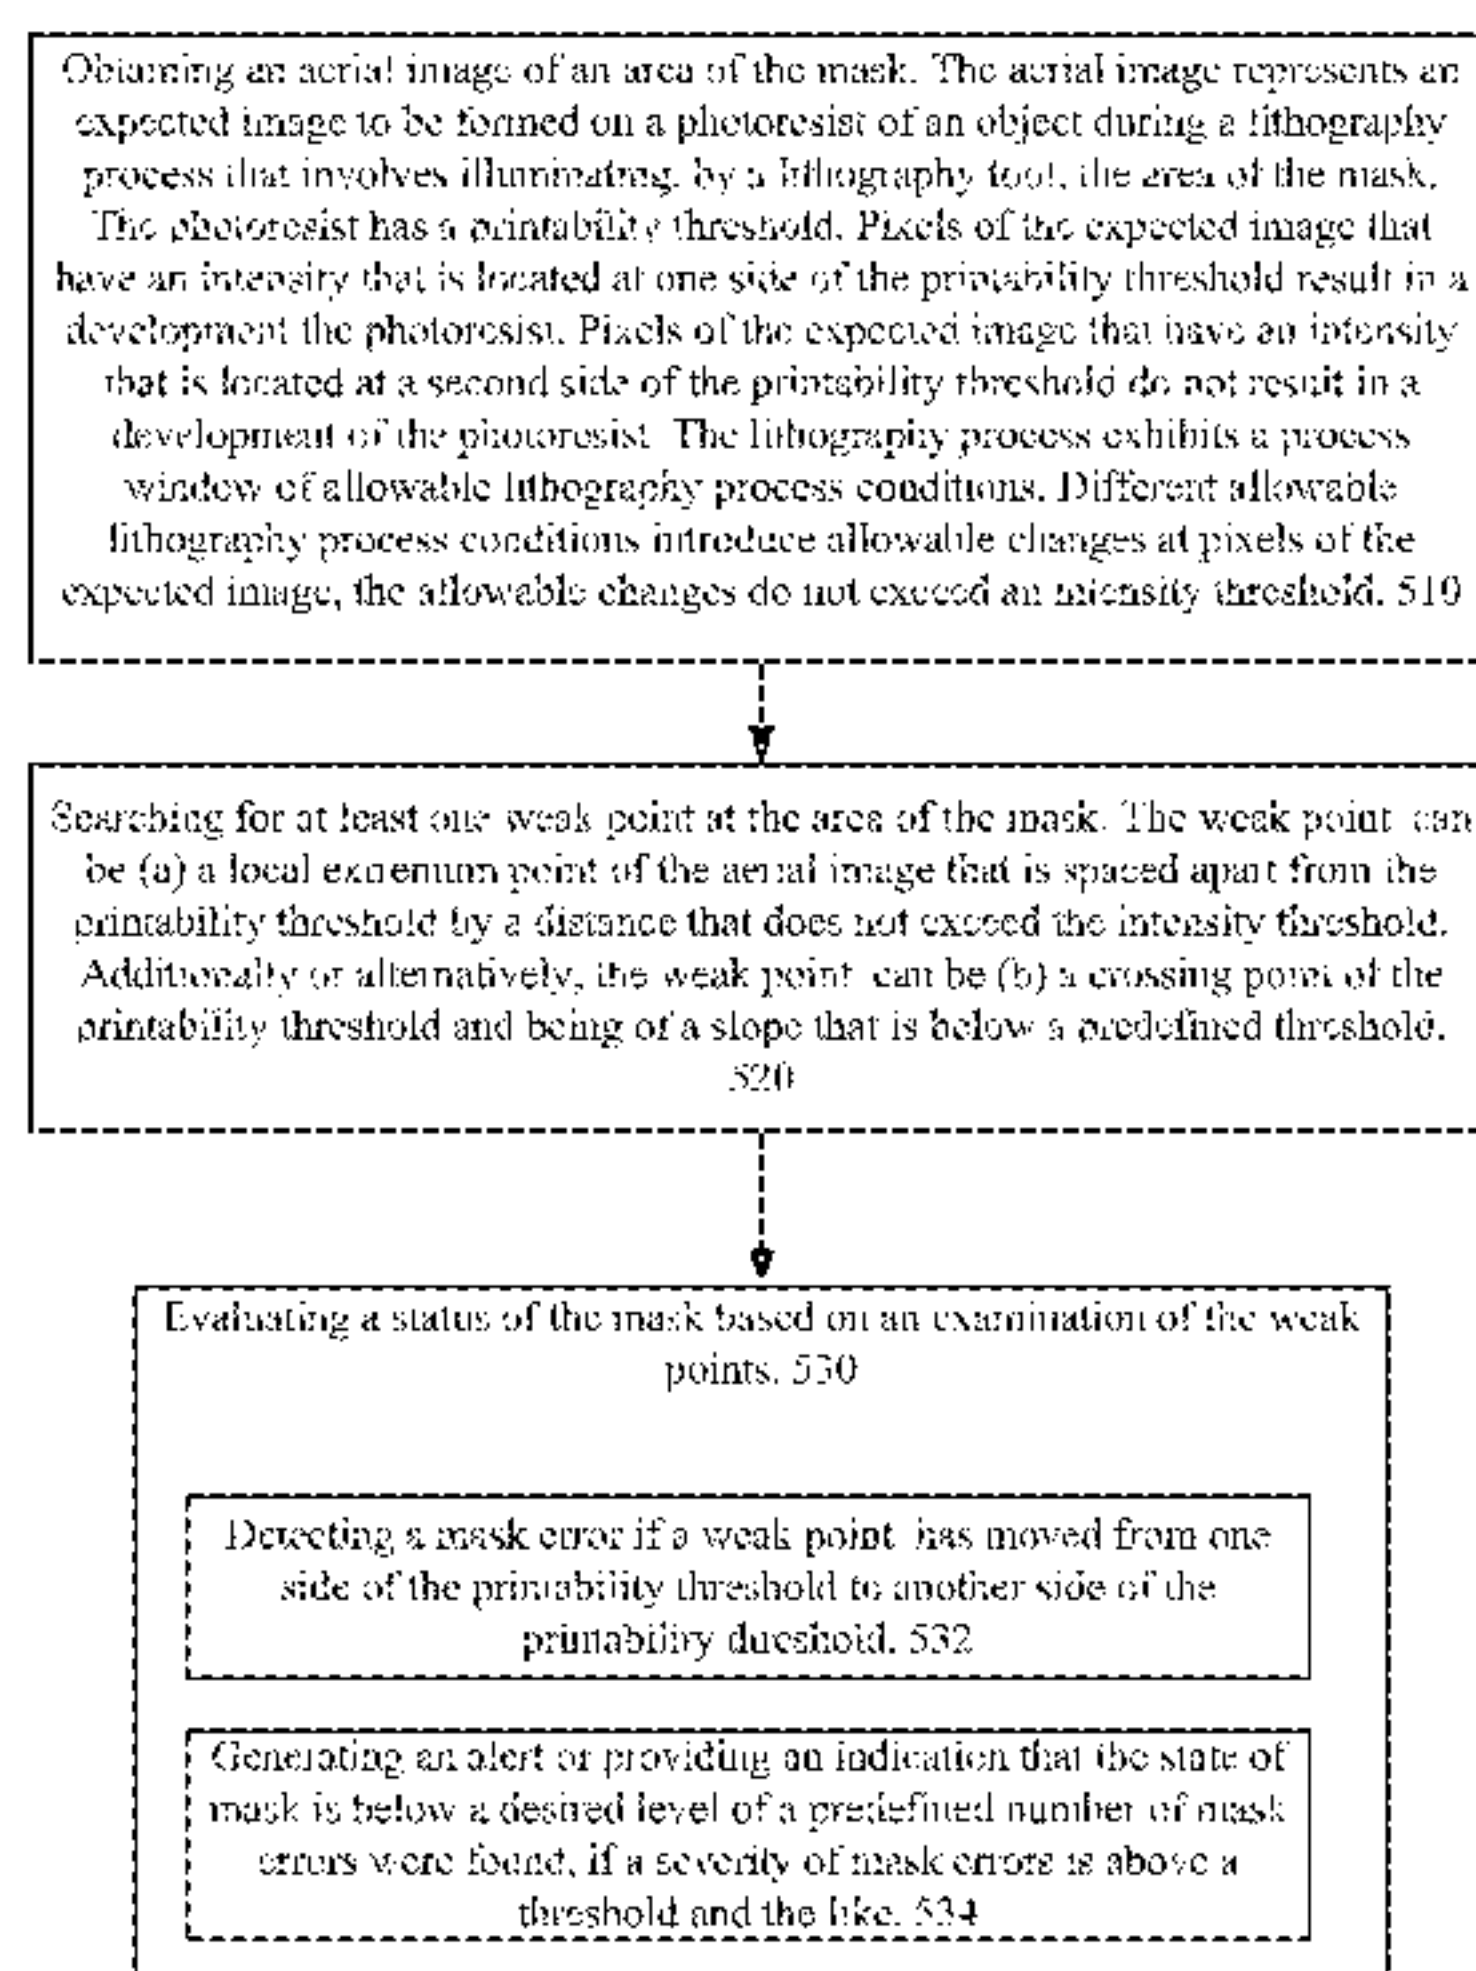 Obtaining an aerial image of an area of the mask. The aerial image represents an
expected image to be formed on a photoresist of an object during a lithography
process that involves illuminating, by a lithography tool, the area of the mask.
The photoresist has a printability threshold. Pixels of the expected image that
have an intensity that is located at one side of the printability threshold result in a
development the photoresist. Pixels of the expected image that have an intensity
that is located at a second side of the printability threshold do not result in a
development of the photoresist. The lithography process exhibits a process
window of allowable lithography process conditions. Different allowable
lithography process conditions introduce allowable changes at pixels of the
expected image, the allowable changes do not exceed an intensity threshold. 510
Searching for at least one weak point at the area of the mask. The weak point can
be (a) a local extremum point of the aerial image that is spaced apart from the
printability threshold by a distance that does not exceed the intensity threshold.
Additionally or alternatively, the weak point can be (b) a crossing point of the
printability threshold and being of a slope that is below a predefined threshold.
520
Evaluating a status of the mask based on an examination of the weak
points. 530
Detecting a mask error if a weak point has moved from one
side of the printability threshold to another side of the
printability threshold. 532
Generating an alert or providing an indication that the state of
mask is below a desired level of a predefined number of mask
errors were found, if a severity of mask errors is above a
threshold and the like. 534